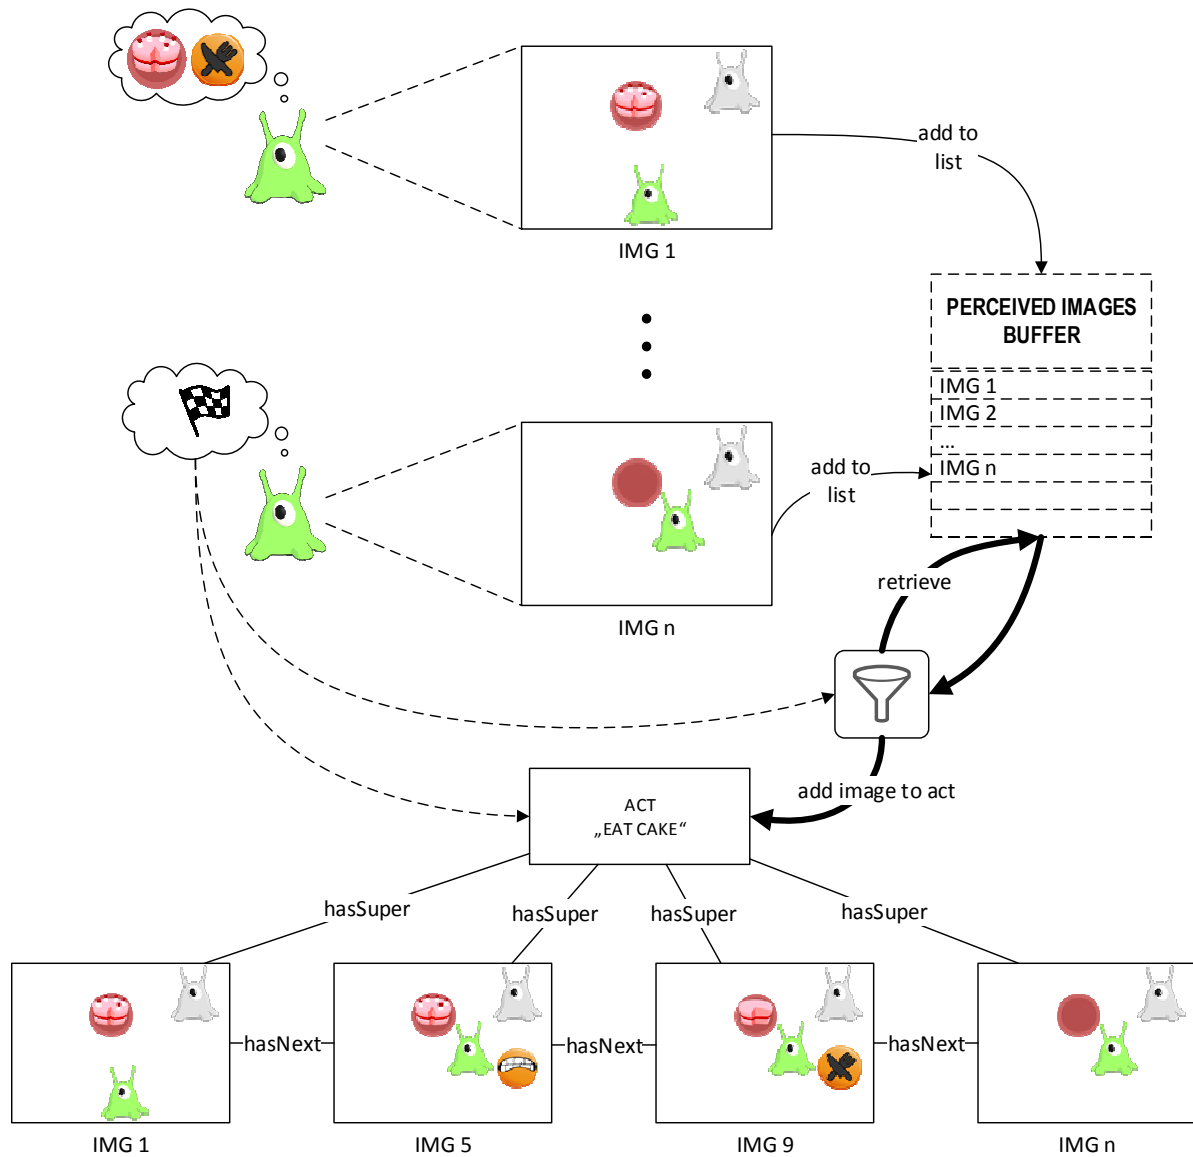 add to
list
IMG 1
PERCEIVED IMAGES
BUFFER
IMG 1
IMG 2
...
IMG n
add to
list
IMG n
retrieve
add image to act
ACT
„EAT CAKE“
hasSuper
hasSuper
hasSuper
hasSuper
hasNext
hasNext
hasNext
IMG 1
IMG 5
IMG 9
IMG n